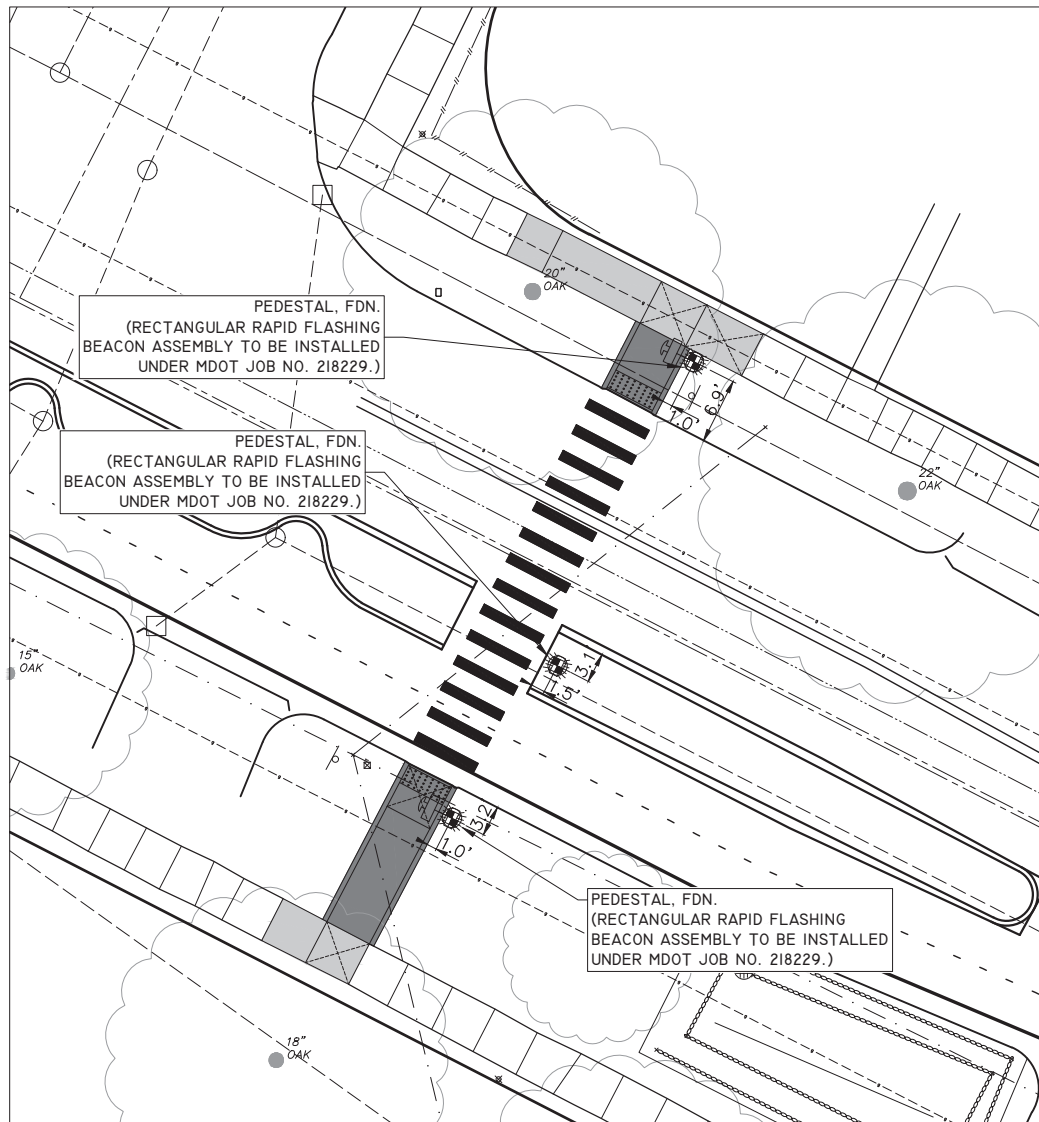 20"
OAK
PEDESTAL, FDN.
(RECTANGULAR RAPID FLASHING
BEACON ASSEMBLY TO BE INSTALLED
UNDER MDOT JOB NO. 218229.)
6.9'
1.0'
PEDESTAL, FDN.
(RECTANGULAR RAPID FLASHING
BEACON ASSEMBLY TO BE INSTALLED
UNDER MDOT JOB NO. 218229.)
22"
OAK
15"
OAK
3.1
1.5'
3.2
1.0'
PEDESTAL, FDN.
(RECTANGULAR RAPID FLASHING
BEACON ASSEMBLY TO BE INSTALLED
UNDER MDOT JOB NO. 218229.)
18"
OAK